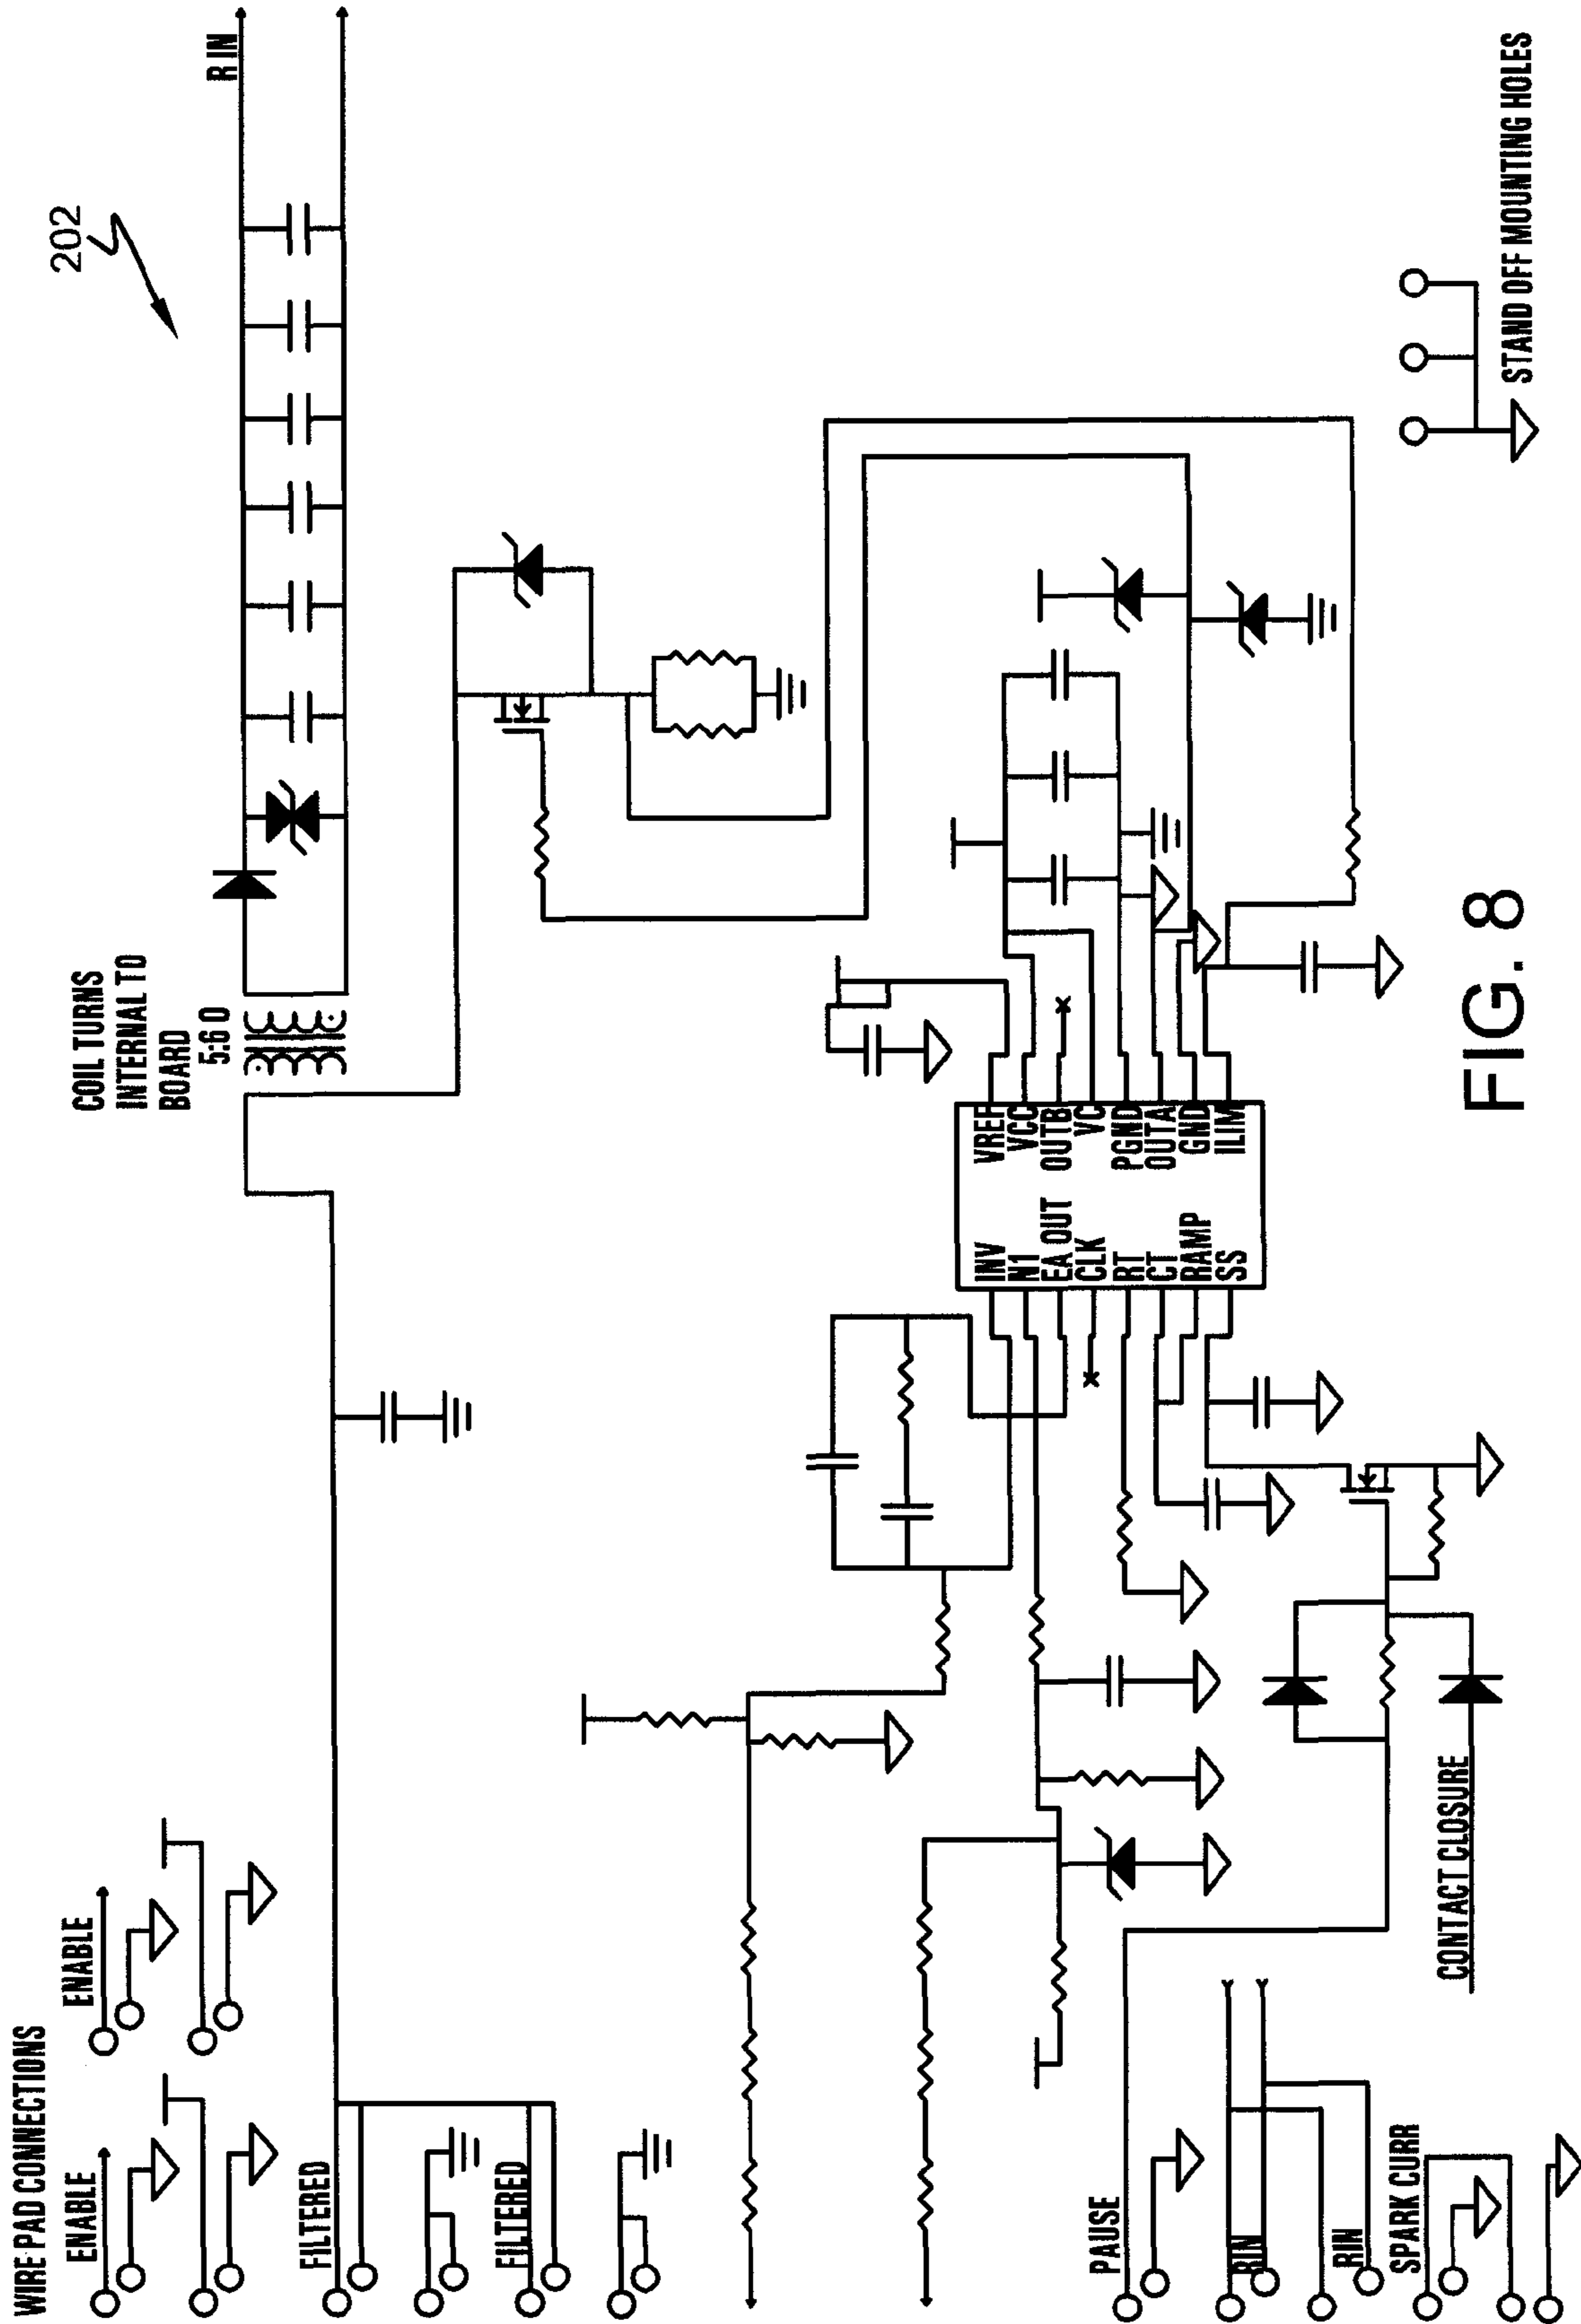 WIRE PAD CONNECTIONS
ENABLE
ENABLE
FILTERED
FILTERED
COIL TURNS
INTERNAL TO
BOARD
5:60
202
R IN
INV
N1
EA OUT
CLK
RT
CT
RAMP
SS
VREF
VCC
OUTB
VC
PGND
OUTA
GND
ILIM
PAUSE
RIN
RIN
SPARK CURR
CONTACT CLOSURE
STAND OFF MOUNTING HOLES
FIG. 8